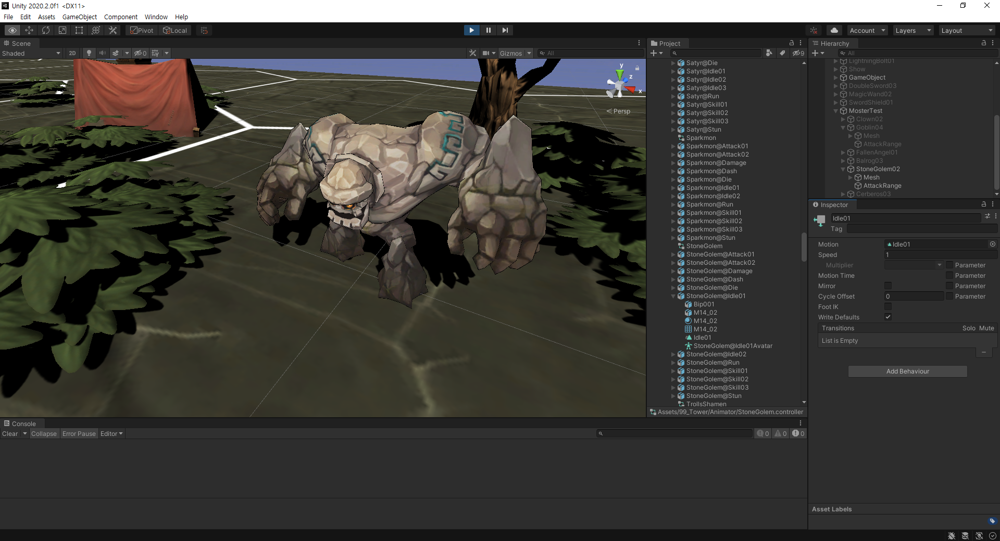 Unity 2020.2.0f1 <DX11>
File Edit Assets GameObject Component Window Help
Pivot Local
Account Layers Layout
Scene
Shaded 2D 0 Gizmos All
y
z
x
Persp
Project
9
Satyr@Die
Satyr@Idle01
Satyr@Idle02
Satyr@Idle03
Satyr@Run
Satyr@Skill01
Satyr@Skill02
Satyr@Skill03
Satyr@Stun
Sparkmon
Sparkmon@Attack01
Sparkmon@Attack02
Sparkmon@Damage
Sparkmon@Dash
Sparkmon@Die
Sparkmon@Idle01
Sparkmon@Idle02
Sparkmon@Run
Sparkmon@Skill01
Sparkmon@Skill02
Sparkmon@Skill03
Sparkmon@Stun
StoneGolem
StoneGolem@Attack01
StoneGolem@Attack02
StoneGolem@Damage
StoneGolem@Dash
StoneGolem@Die
StoneGolem@Idle01
Bip001
M14_02
M14_02
M14_02
Idle01
StoneGolem@Idle01Avatar
StoneGolem@Idle02
StoneGolem@Run
StoneGolem@Skill01
StoneGolem@Skill02
StoneGolem@Skill03
StoneGolem@Stun
TrollsShamen
Assets/99_Tower/Animator/StoneGolem.controller
Hierarchy
All
LightningBolt01
Show
GameObject
DoubleSword03
MagicWand02
SwordShield01
MosterTest
Clown02
Goblin04
Mesh
AttackRange
FallenAngel01
Balrog03
StoneGolem02
Mesh
AttackRange
Cerberos03
Inspector
Idle01
Tag
Motion Idle01
Speed 1
Multiplier Parameter
Motion Time Parameter
Mirror Parameter
Cycle Offset 0 Parameter
Foot IK
Write Defaults
Transitions Solo Mute
List is Empty
Add Behaviour
Asset Labels
Console
Clear Collapse Error Pause Editor 0 0 0